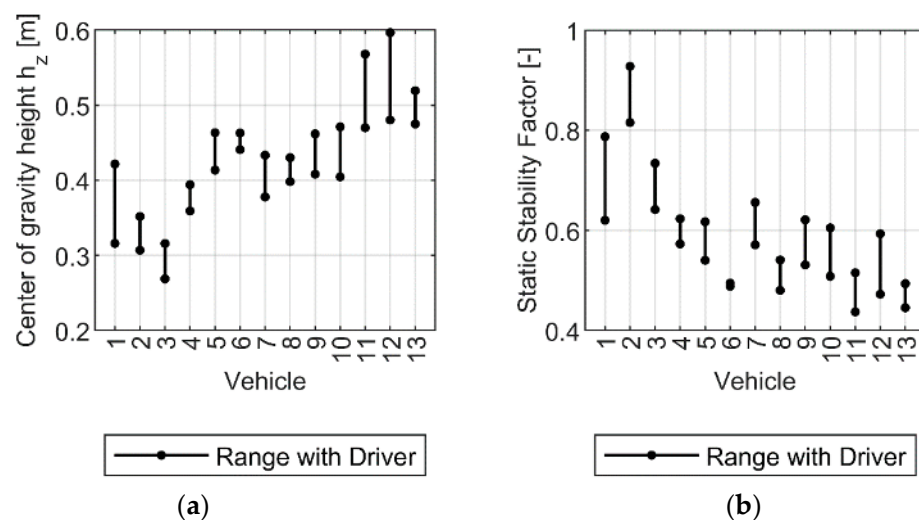 Center of gravity height h_z [m]
0.6
0.5
0.4
0.3
0.2
1 2 3 4 5 6 7 8 9 10 11 12 13
Vehicle
Range with Driver
(a)
Static Stability Factor [-]
1
0.8
0.6
0.4
1 2 3 4 5 6 7 8 9 10 11 12 13
Vehicle
Range with Driver
(b)